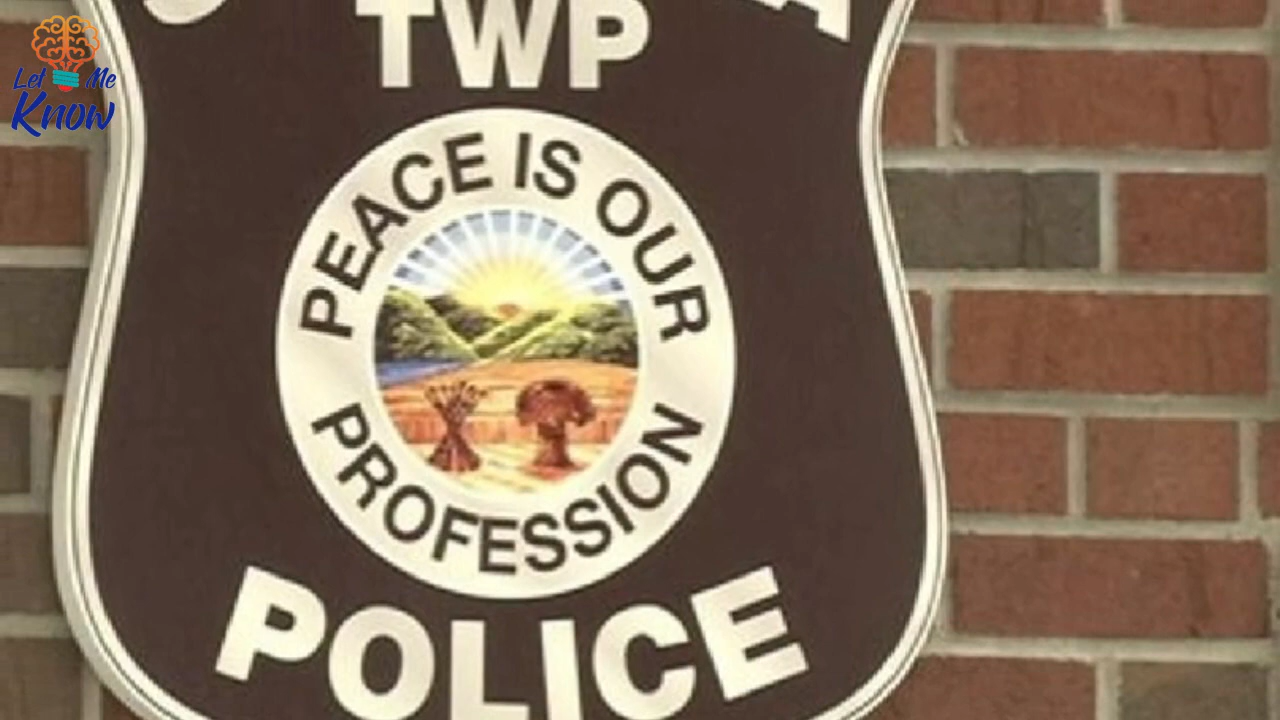 Let Me
Know
TWP
PEACE IS OUR
PROFESSION
POLICE